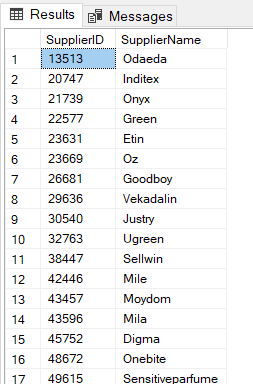 Results Messages
SupplierID SupplierName
1 13513 Odaeda
2 20747 Inditex
3 21739 Onyx
4 22577 Green
5 23631 Etin
6 23669 Oz
7 26681 Goodboy
8 29636 Vekadalin
9 30540 Justry
10 32763 Ugreen
11 38447 Sellwin
12 42446 Mile
13 43457 Moydom
14 43596 Mila
15 45752 Digma
16 48672 Onebite
17 49615 Sensitiveparfume